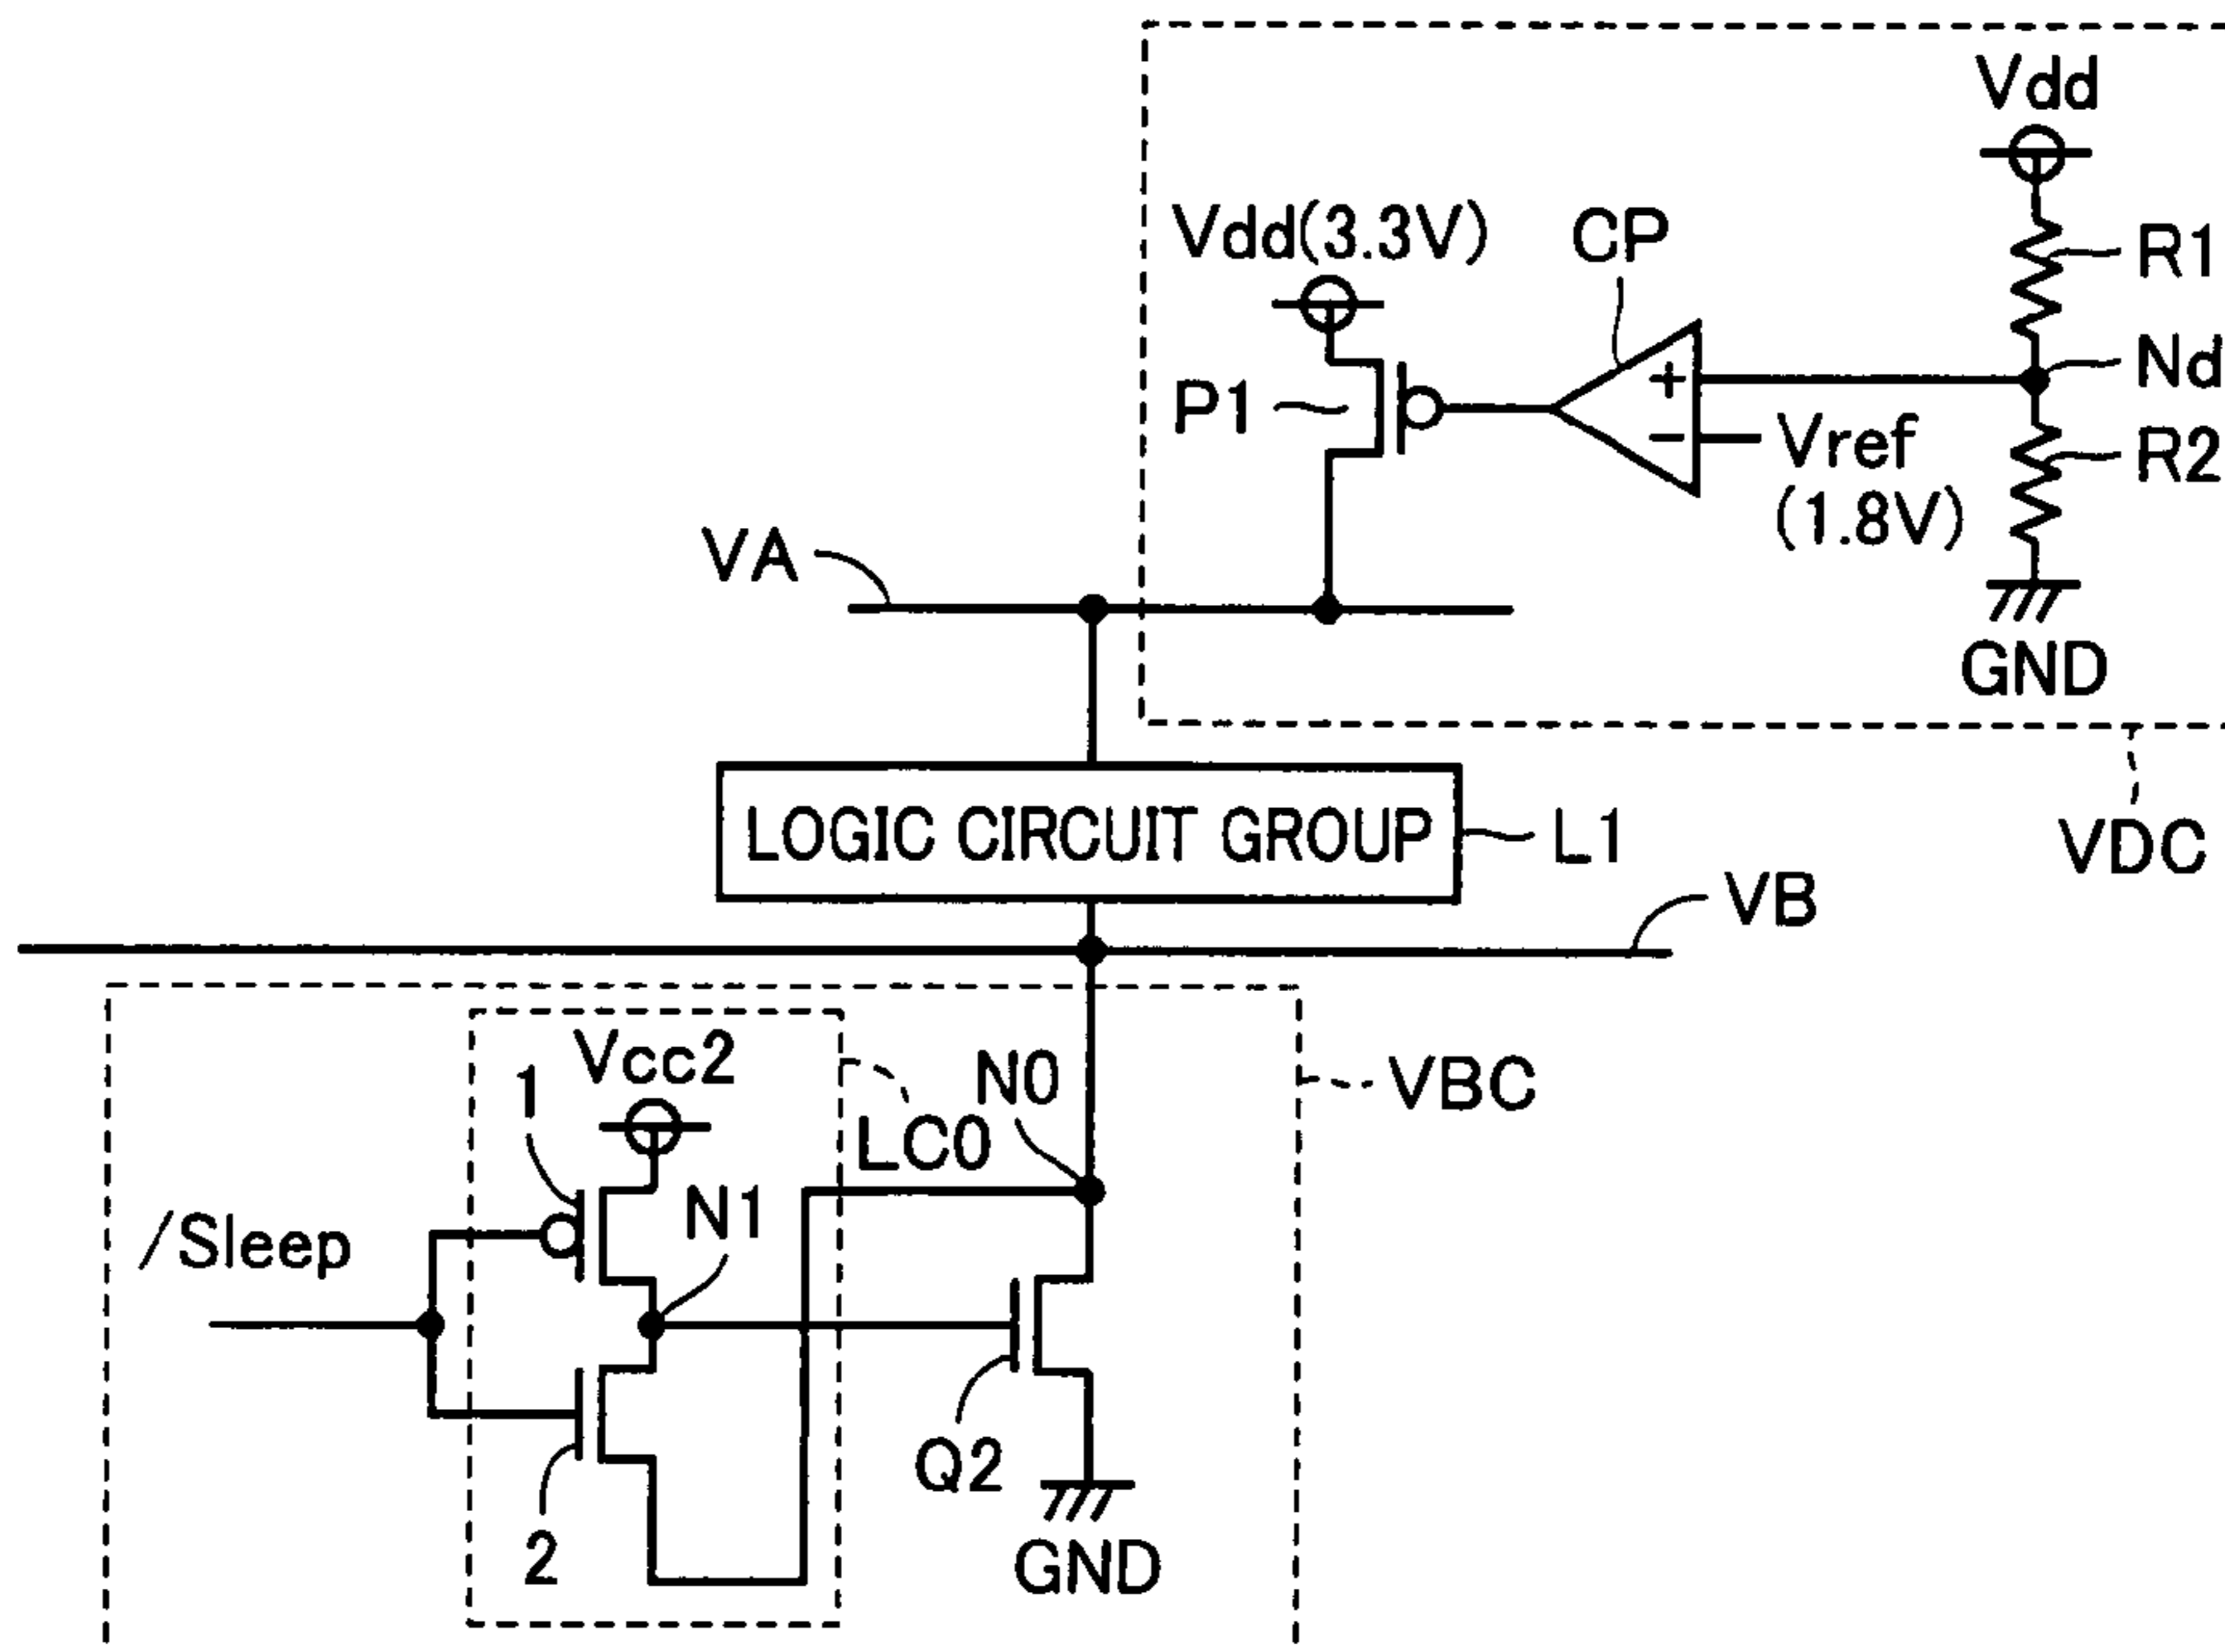 Vdd
Vdd(3.3V)
CP
R1
P1
+
Nd
−
Vref
(1.8V)
R2
VA
GND
LOGIC CIRCUIT GROUP
L1
VDC
VB
Vcc2
1
N0
VBC
LC0
/Sleep
N1
Q2
2
GND